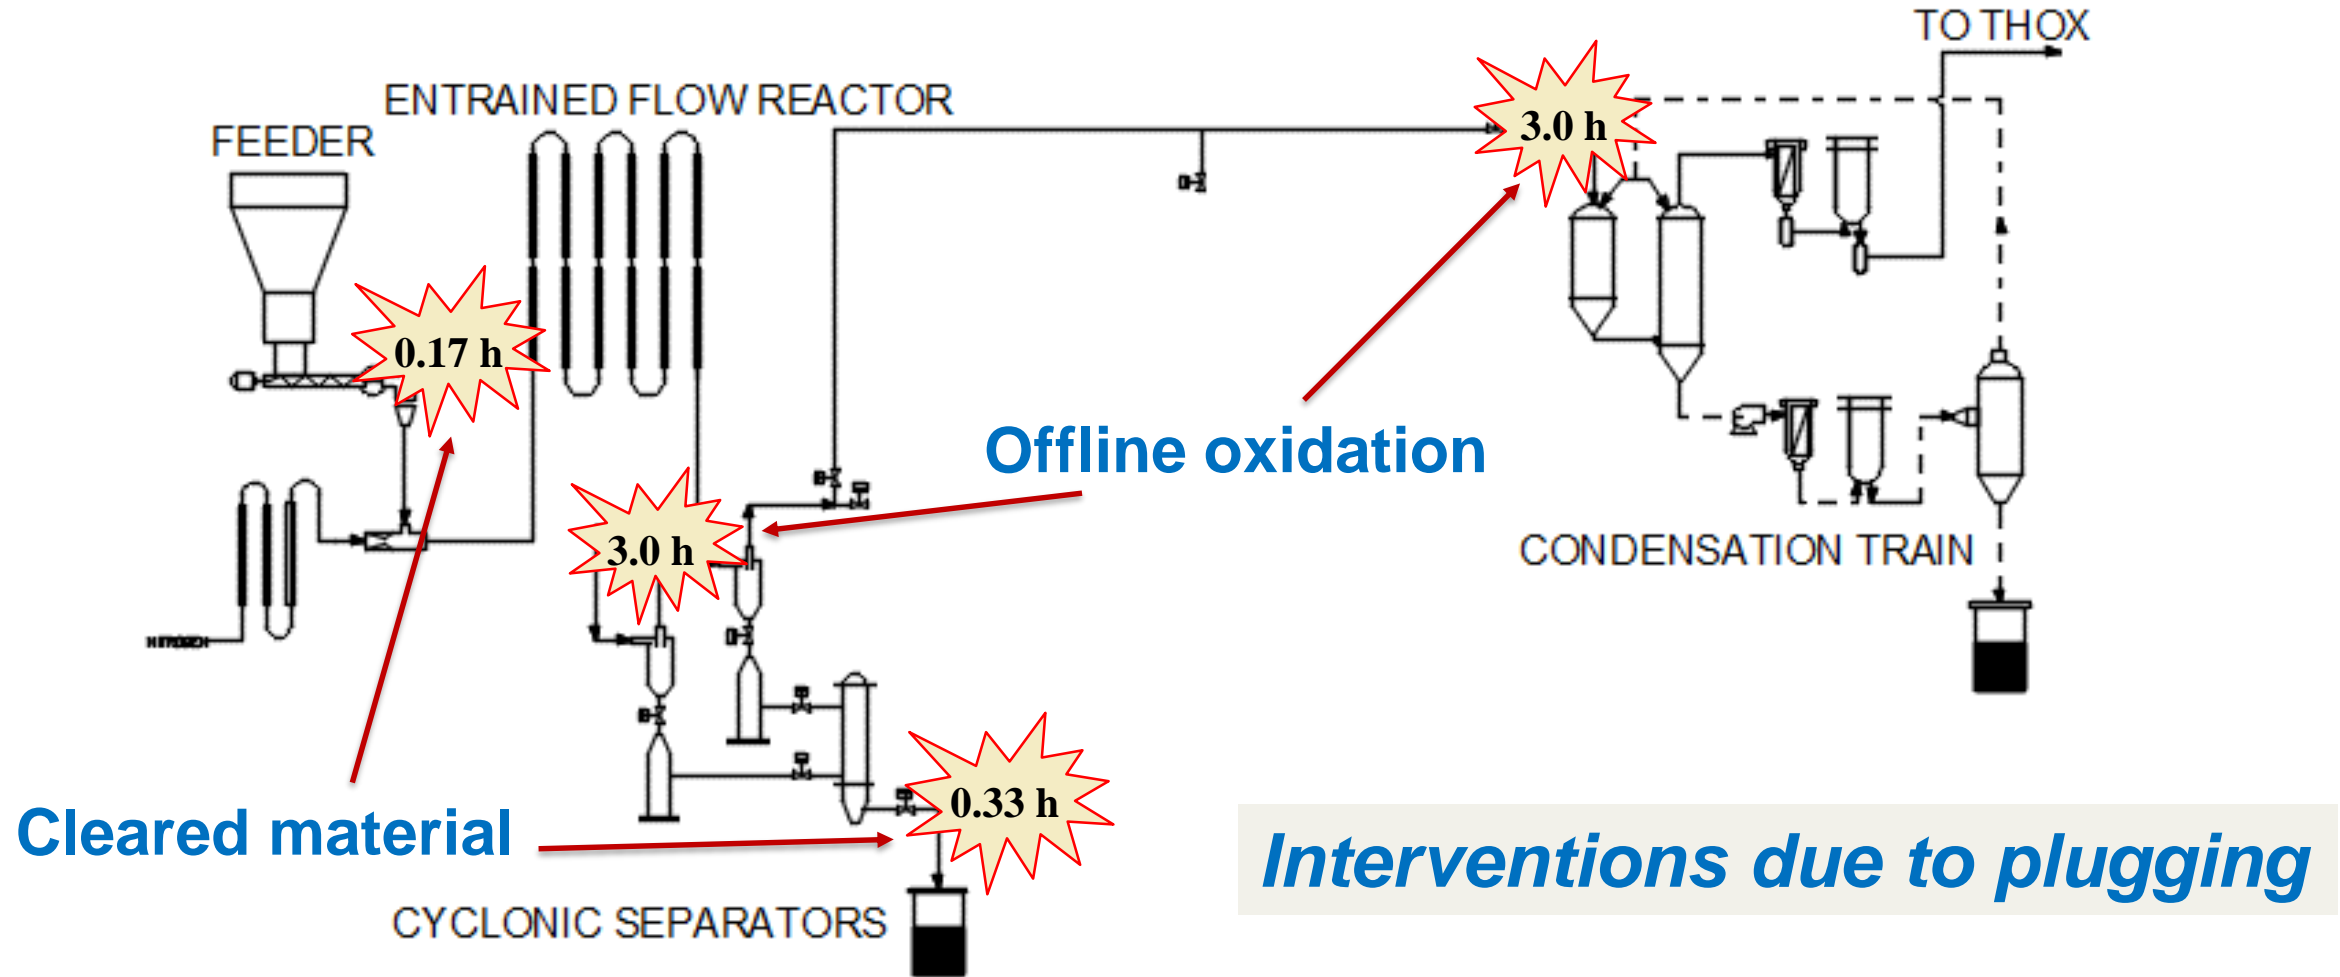 TO THOX
ENTRAINED FLOW REACTOR
FEEDER
3.0 h
0.17 h
Offline oxidation
3.0 h
CONDENSATION TRAIN
NITROGEN
0.33 h
Cleared material
Interventions due to plugging
CYCLONIC SEPARATORS